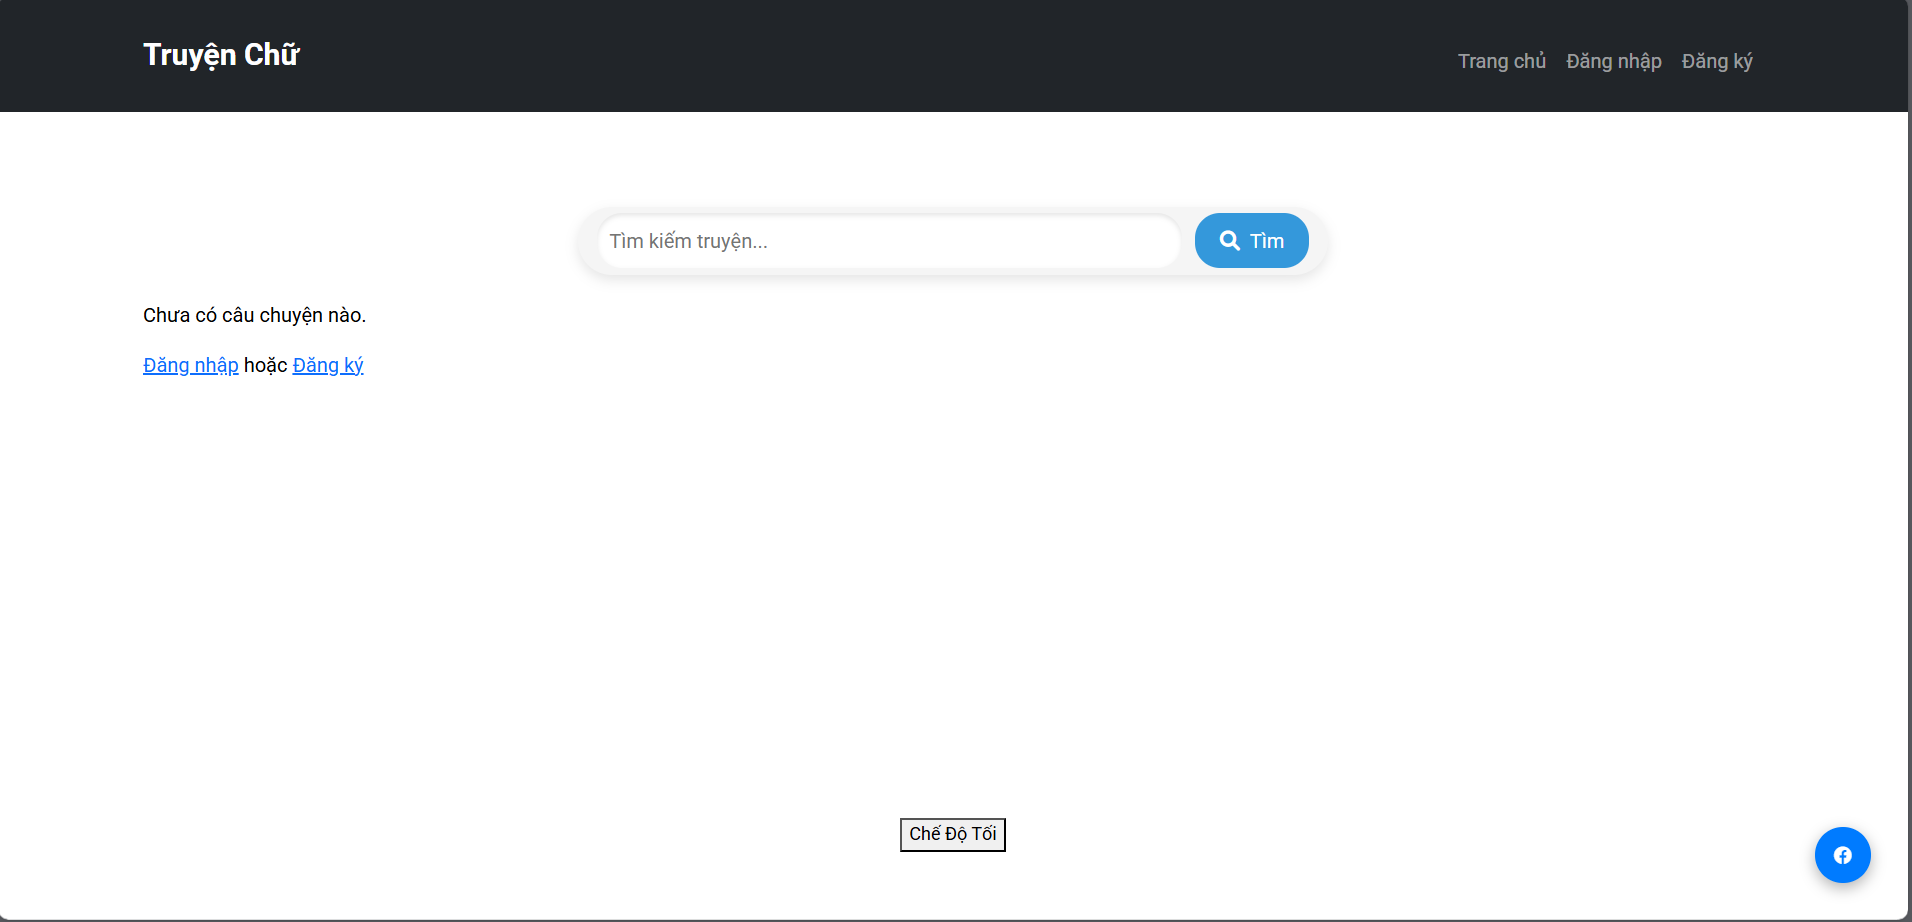 Truyện Chữ
Trang chủ Đăng nhập Đăng ký
Tìm kiếm truyện...
Tìm
Chưa có câu chuyện nào.
Đăng nhập hoặc Đăng ký
Chế Độ Tối